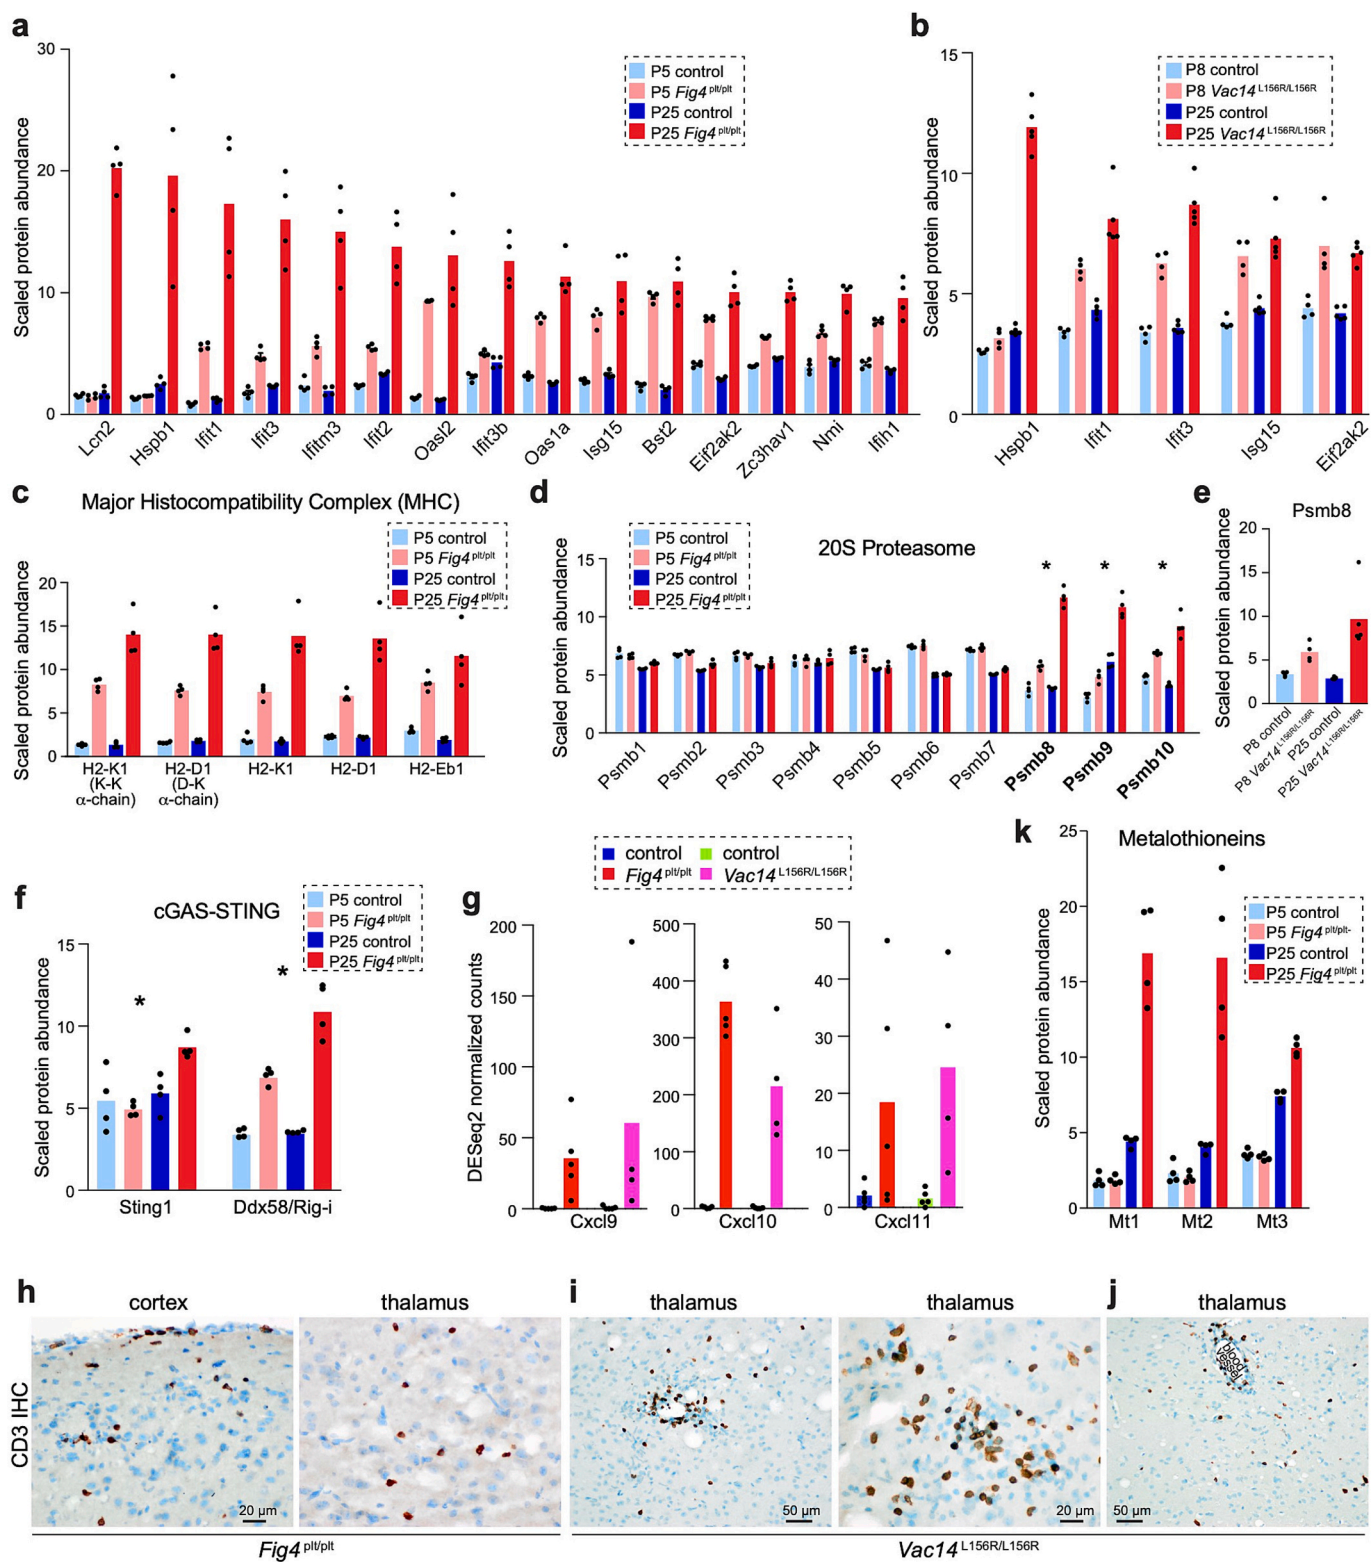 a
Scaled protein abundance
30
20
10
0
P5 control
P5 Fig4 plt/plt
P25 control
P25 Fig4 plt/plt
Lcn2
Hspb1
Ifit1
Ifit3
Ifitm3
Ifit2
Oasl2
Ifit3b
Oas1a
Isg15
Bst2
Eif2ak2
Zc3hav1
Nmi
Ifih1
b
Scaled protein abundance
15
10
5
0
P8 control
P8 Vac14 L156R/L156R
P25 control
P25 Vac14 L156R/L156R
Hspb1
Ifit1
Ifit3
Isg15
Eif2ak2
c
Major Histocompatibility Complex (MHC)
P5 control
P5 Fig4 plt/plt
P25 control
P25 Fig4 plt/plt
Scaled protein abundance
20
15
10
5
0
H2-K1
(K-K
α-chain)
H2-D1
(D-K
α-chain)
H2-K1
H2-D1
H2-Eb1
d
20S Proteasome
P5 control
P5 Fig4 plt/plt
P25 control
P25 Fig4 plt/plt
Scaled protein abundance
15
10
5
0
* * *
Psmb1
Psmb2
Psmb3
Psmb4
Psmb5
Psmb6
Psmb7
Psmb8
Psmb9
Psmb10
e
Psmb8
Scaled protein abundance
20
15
10
5
0
P8 control
P8 Vac14 L156R/L156R
P25 control
P25 Vac14 L156R/L156R
f
cGAS-STING
P5 control
P5 Fig4 plt/plt
P25 control
P25 Fig4 plt/plt
Scaled protein abundance
15
10
5
0
* *
Sting1
Ddx58/Rig-i
g
control
Fig4 plt/plt
control
Vac14 L156R/L156R
DESeq2 normalized counts
200
150
100
50
0
Cxcl9
500
400
300
200
100
0
Cxcl10
50
40
30
20
10
0
Cxcl11
k
Metalothioneins
P5 control
P5 Fig4 plt/plt-
P25 control
P25 Fig4 plt/plt
Scaled protein abundance
25
20
15
10
5
0
Mt1
Mt2
Mt3
h
cortex
thalamus
CD3 IHC
20 µm
Fig4 plt/plt
i
thalamus
50 µm
thalamus
20 µm
j
thalamus
blood
vessel
50 µm
Vac14 L156R/L156R